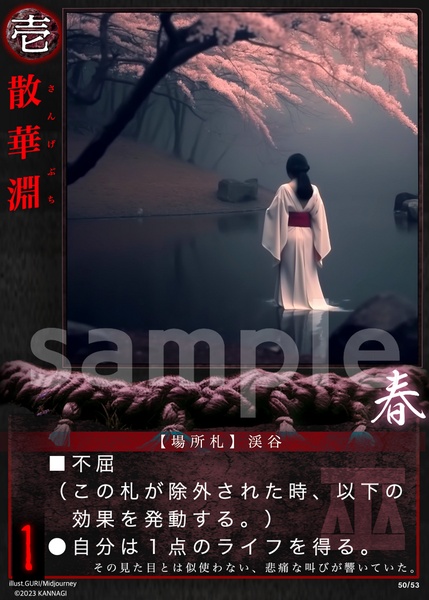 壱
散華淵
さんげぶち
sample
春
【場所札】渓谷
■不屈
（この札が除外された時、以下の
効果を発動する。）
●自分は１点のライフを得る。
その見た目とは似使わない、悲痛な叫びが響いていた。
1
illust.GURI/Midjourney
©2023 KANNAGI
50/53